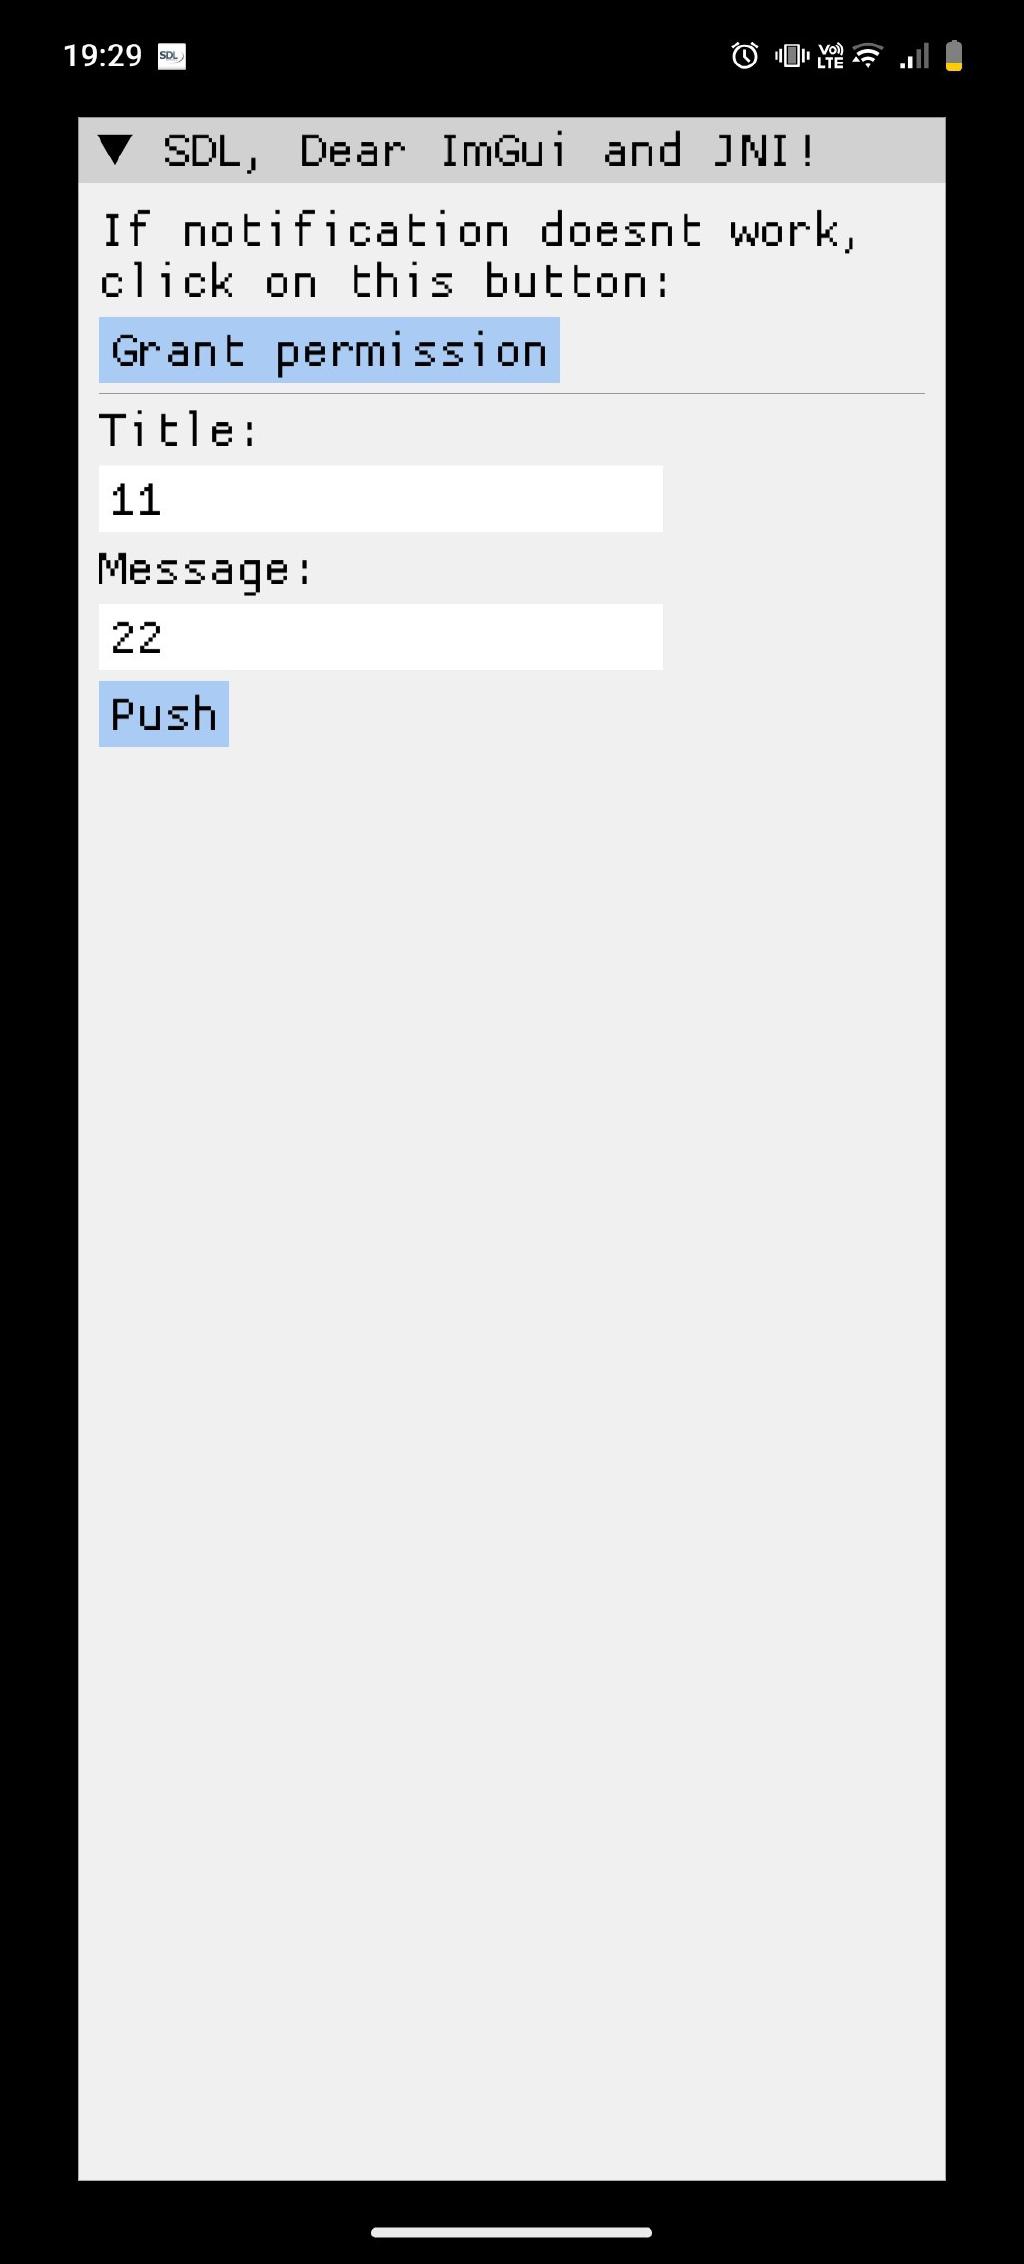 19:29 SDL Vo) LTE
SDL, Dear ImGui and JNI!
If notification doesnt work,
click on this button:
Grant permission
Title:
11
Message:
22
Push